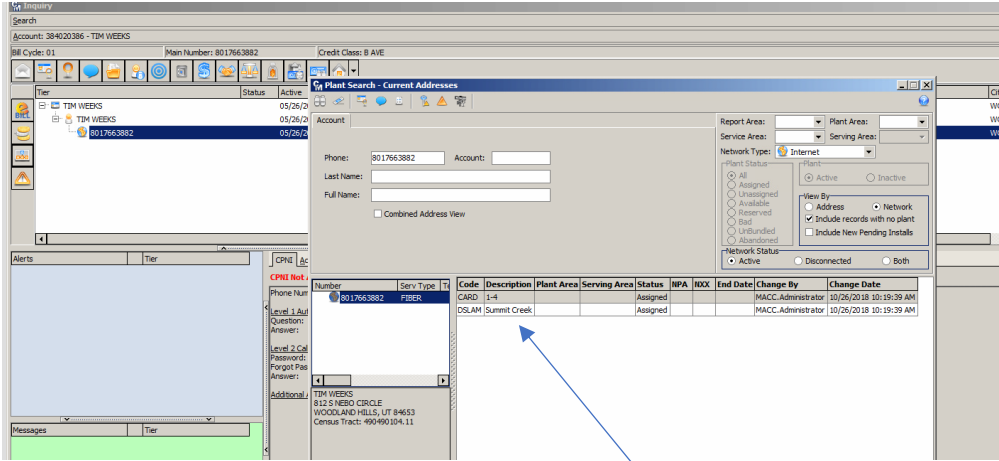 Inquiry
Search
Account: 384020386 - TIM WEEKS
Bill Cycle: 01 Main Number: 8017663882 Credit Class: B AVE
Tier Status Active
TIM WEEKS 05/26/2
TIM WEEKS 05/26/2
8017663882 05/26/2
BILL
Plant Search - Current Addresses
Account
Phone: 8017663882 Account:
Last Name:
Full Name:
Combined Address View
Report Area: Plant Area:
Service Area: Serving Area:
Network Type: Internet
Plant Status
All
Assigned
Unassigned
Available
Reserved
Bad
UnBundled
Abandoned
Plant
Active Inactive
View By
Address Network
Include records with no plant
Include New Pending Installs
Network Status
Active Disconnected Both
Alerts Tier
CPNI
CPNI Not
Phone Num
Level 1 Aut
Question:
Answer:
Level 2 Cal
Password:
Forgot Pas
Answer:
Additional
Messages Tier
Number Serv Type
8017663882 FIBER
Code Description Plant Area Serving Area Status NPA NXX End Date Change By Change Date
CARD 1-4 Assigned MACC.Administrator 10/26/2018 10:19:39 AM
DSLAM Summit Creek Assigned MACC.Administrator 10/26/2018 10:19:39 AM
TIM WEEKS
812 S NEBO CIRCLE
WOODLAND HILLS, UT 84653
Census Tract: 490490104.11